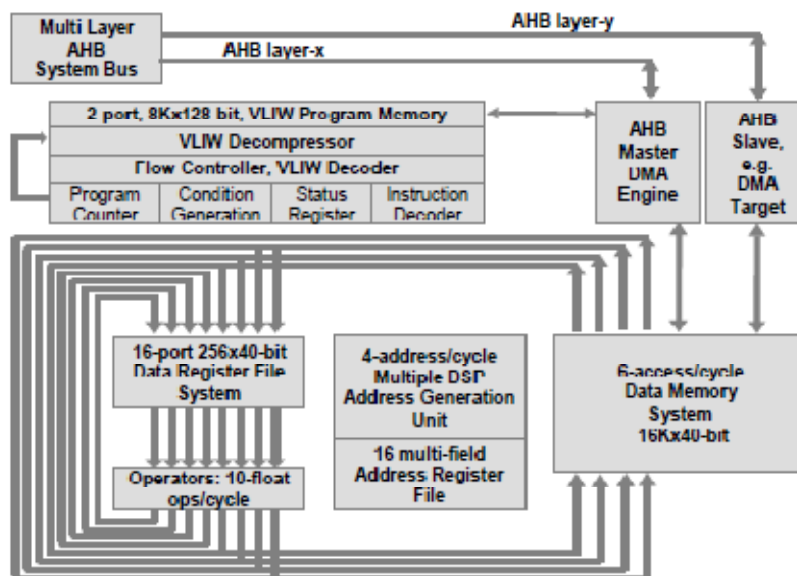 Multi Layer
AHB
System Bus
AHB layer-y
AHB layer-x
2 port, 8Kx128 bit, VLIW Program Memory
VLIW Decompressor
Flow Controller, VLIW Decoder
Program
Counter
Condition
Generation
Status
Register
Instruction
Decoder
AHB
Master
DMA
Engine
AHB
Slave,
e.g.
DMA
Target
16-port 256x40-bit
Data Register File
System
4-address/cycle
Multiple DSP
Address Generation
Unit
16 multi-field
Address Register
File
6-access/cycle
Data Memory
System
16Kx40-bit
Operators: 10-float
ops/cycle